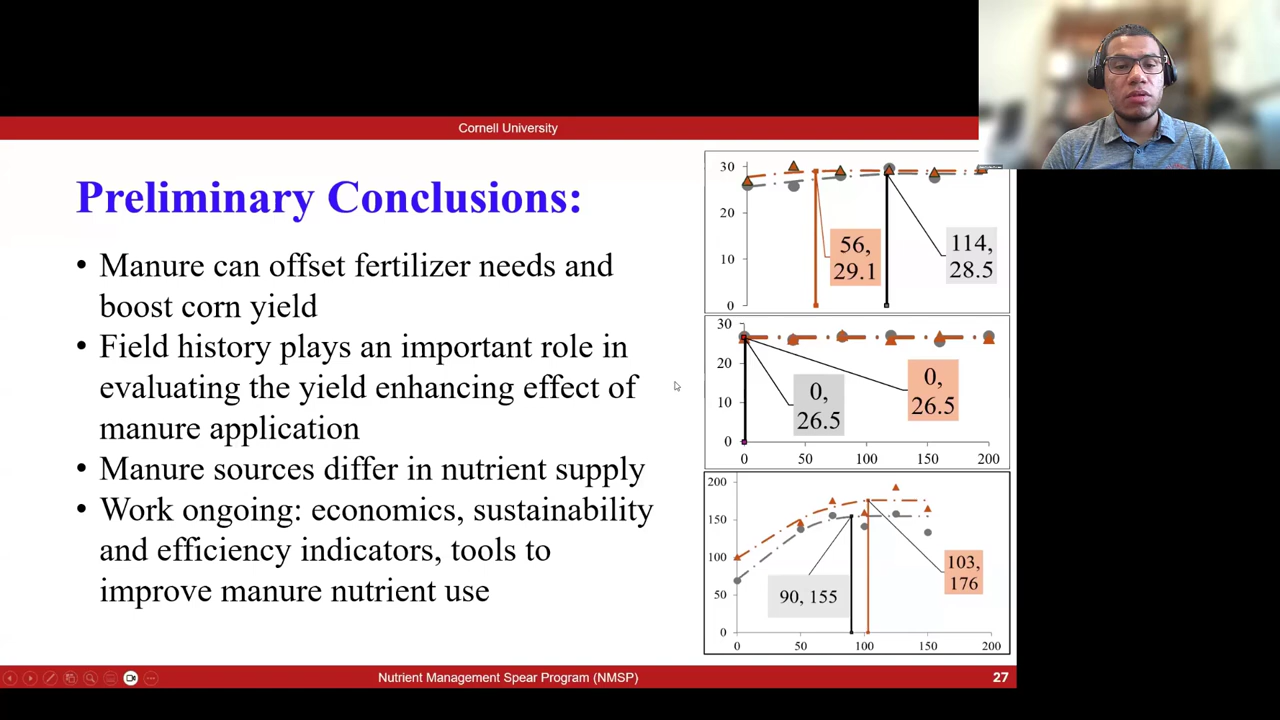 Cornell University
Preliminary Conclusions:
• Manure can offset fertilizer needs and
boost corn yield
• Field history plays an important role in
evaluating the yield enhancing effect of
manure application
• Manure sources differ in nutrient supply
• Work ongoing: economics, sustainability
and efficiency indicators, tools to
improve manure nutrient use
30
20
10
0
56,
29.1
114,
28.5
30
20
10
0
0,
26.5
0,
26.5
0 50 100 150 200
200
150
100
50
0
90, 155
103,
176
0 50 100 150 200
Nutrient Management Spear Program (NMSP)
27